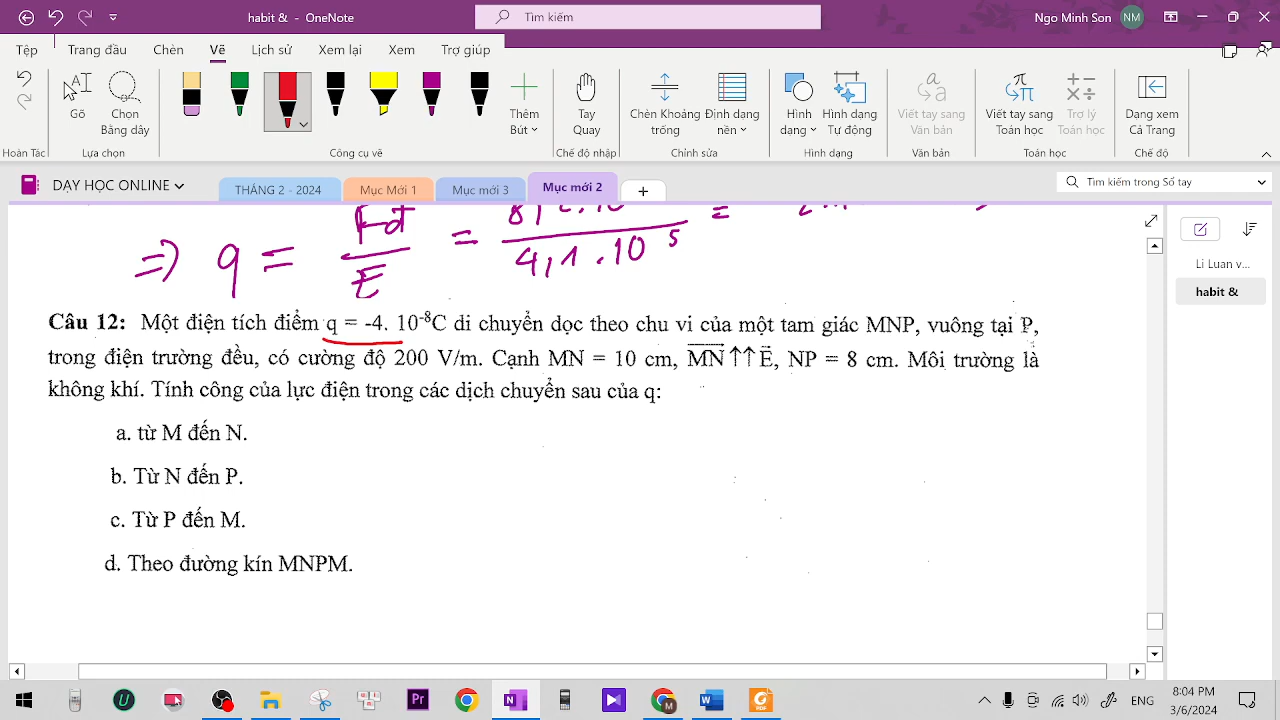 habit & - OneNote
Tìm kiếm
Ngo Minh Son
NM
Tệp
Trang đầu
Chèn
Vẽ
Lịch sử
Xem
Xem
Trợ giúp
Gõ
Chọn Bằng dây
Thêm Bút
Tay Quay
Chèn Khoảng trống
Định dạng nền
Hình dạng
Hình dạng Tự động
Viết tay sang Văn bản
Viết tay sang Toán học
Trợ lý Toán học
Dạng xem Cả Trang
Hoàn Tác
Lựa chọn
Công cụ vẽ
Chế độ nhập
Chỉnh sửa
Hình dạng
Văn bản
Toán học
Chế độ
DẠY HỌC ONLINE
THÁNG 2 - 2024
Mục Mới 1
Mục mới 3
Mục mới 2
+
Tìm kiếm trong Sổ tay
Li Luan v...
habit &
⇒ q = Fđ / E = / 4,1.10⁵ =
Câu 12: Một điện tích điểm q = -4. 10⁻⁸C di chuyển dọc theo chu vi của một tam giác MNP, vuông tại P,
trong điện trường đều, có cường độ 200 V/m. Cạnh MN = 10 cm, MN↑↑E, NP = 8 cm. Môi trường là
không khí. Tính công của lực điện trong các dịch chuyển sau của q:
a. từ M đến N.
b. Từ N đến P.
c. Từ P đến M.
d. Theo đường kín MNPM.
ENG
8:04 PM
3/6/2024